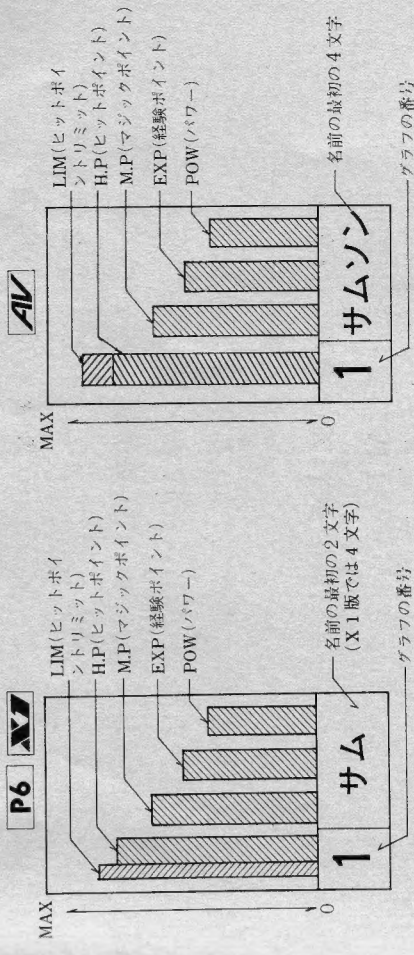 P6 X1
MAX
0
LIM(ヒットポイ
ントリミット)
H.P(ヒットポイント)
M.P(マジックポイント)
EXP(経験ポイント)
POW(パワー)
1
サム
名前の最初の2文字
(X1版では4文字)
グラフの番号
AV
MAX
0
LIM(ヒットポイ
ントリミット)
H.P(ヒットポイント)
M.P(マジックポイント)
EXP(経験ポイント)
POW(パワー)
1
サムソン
名前の最初の4文字
グラフの番号